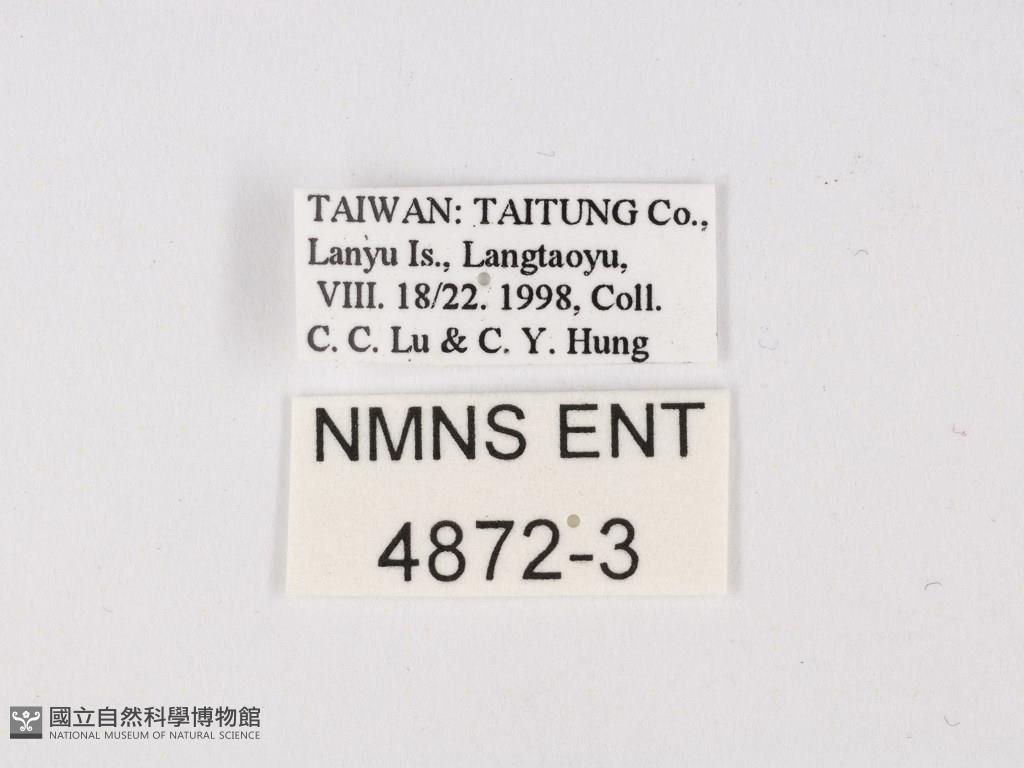 TAIWAN: TAITUNG Co.,
Lanyu Is., Langtaoyu,
VIII. 18/22. 1998, Coll.
C. C. Lu & C. Y. Hung
NMNS ENT
4872-3
國立自然科學博物館
NATIONAL MUSEUM OF NATURAL SCIENCE